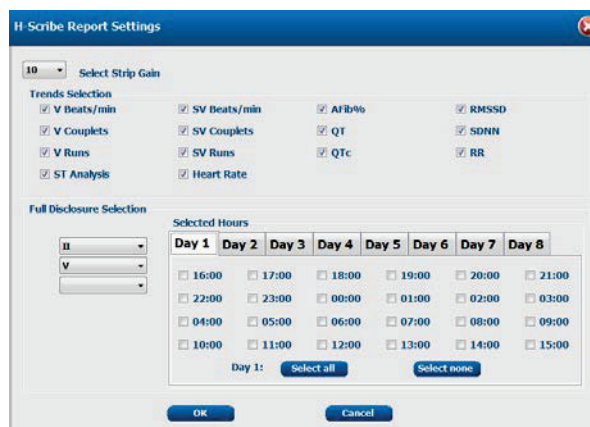 H-Scribe Report Settings
10 Select Strip Gain
Trends Selection
V Beats/min SV Beats/min AFib% RMSSD
V Couplets SV Couplets QT SDNN
V Runs SV Runs QTc RR
ST Analysis Heart Rate
Full Disclosure Selection
Selected Hours
II Day 1 Day 2 Day 3 Day 4 Day 5 Day 6 Day 7 Day 8
V
16:00 17:00 18:00 19:00 20:00 21:00
22:00 23:00 00:00 01:00 02:00 03:00
04:00 05:00 06:00 07:00 08:00 09:00
10:00 11:00 12:00 13:00 14:00 15:00
Day 1: Select all Select none
OK Cancel